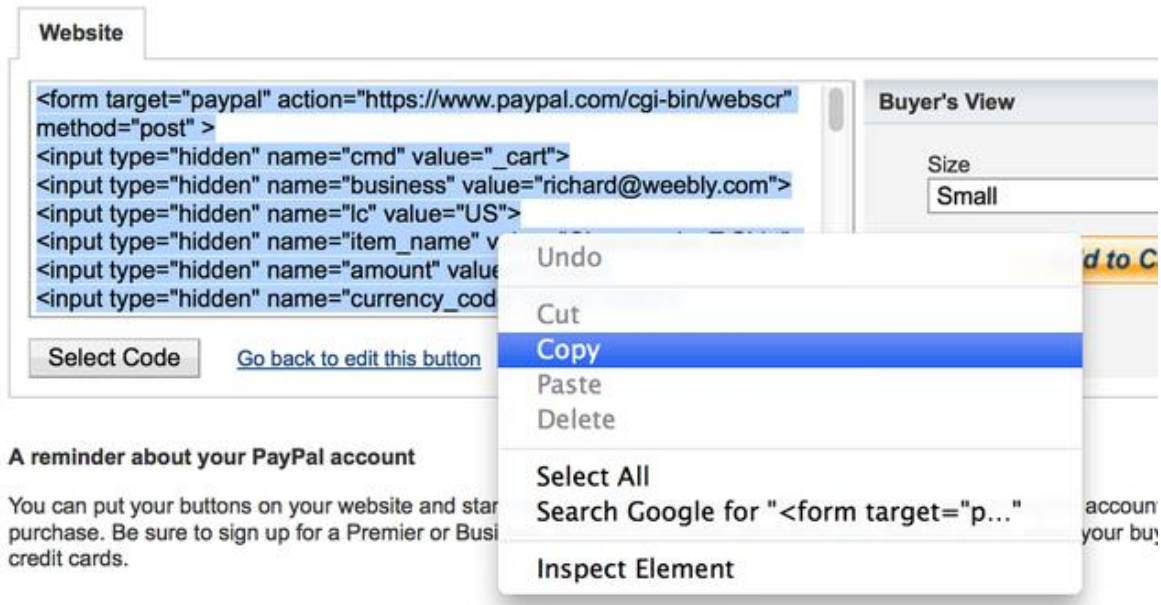 Website
<form target="paypal" action="https://www.paypal.com/cgi-bin/webscr"
method="post" >
<input type="hidden" name="cmd" value="_cart">
<input type="hidden" name="business" value="richard@weebly.com">
<input type="hidden" name="lc" value="US">
<input type="hidden" name="item_name" v
<input type="hidden" name="amount" value
<input type="hidden" name="currency_cod
Select Code
Go back to edit this button
Buyer's View
Size
Small
d to C
Undo
Cut
Copy
Paste
Delete
Select All
Search Google for "<form target="p..."
Inspect Element
A reminder about your PayPal account
You can put your buttons on your website and star account
purchase. Be sure to sign up for a Premier or Busi your buy
credit cards.